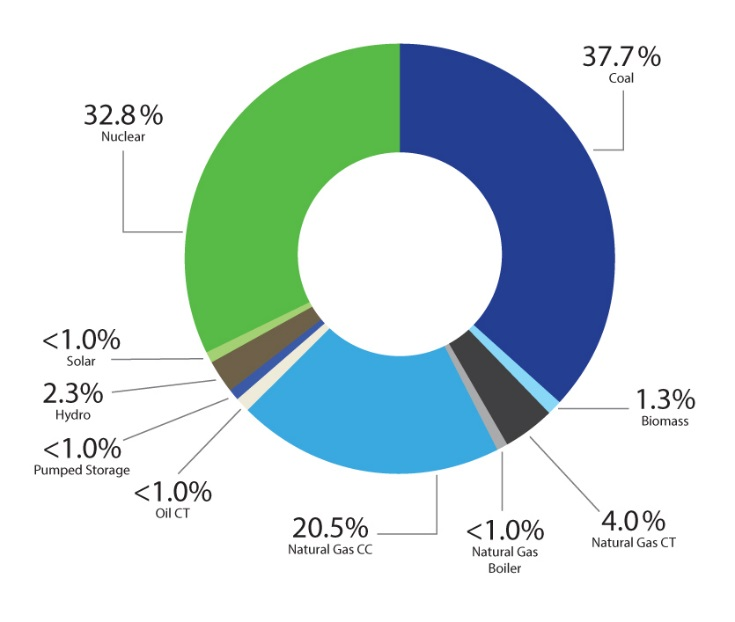 37.7%
Coal
32.8%
Nuclear
<1.0%
Solar
2.3%
Hydro
<1.0%
Pumped Storage
<1.0%
Oil CT
20.5%
Natural Gas CC
<1.0%
Natural Gas
Boiler
4.0%
Natural Gas CT
1.3%
Biomass